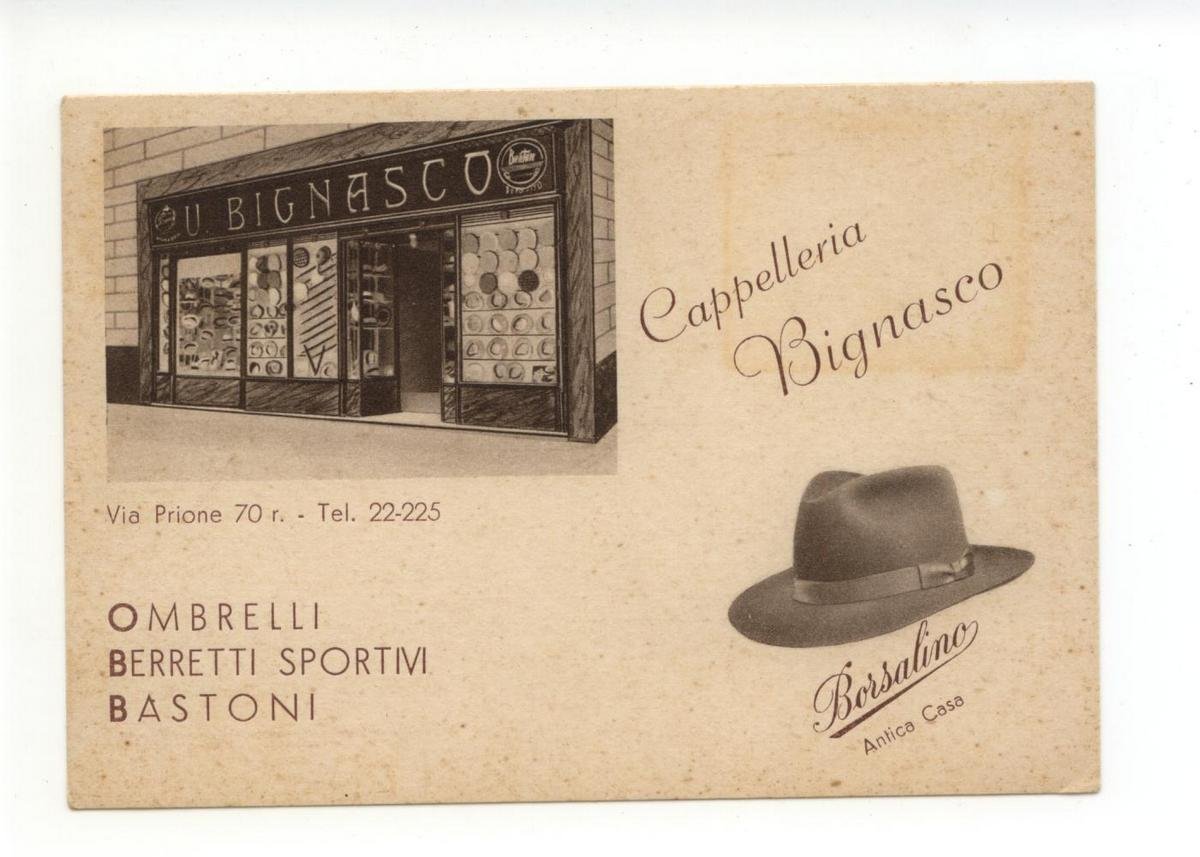 U. BIGNASCO
Cappelleria
Bignasco
Via Prione 70 r. - Tel. 22-225
OMBRELLI
BERRETTI SPORTIVI
BASTONI
Borsalino
Antica Casa